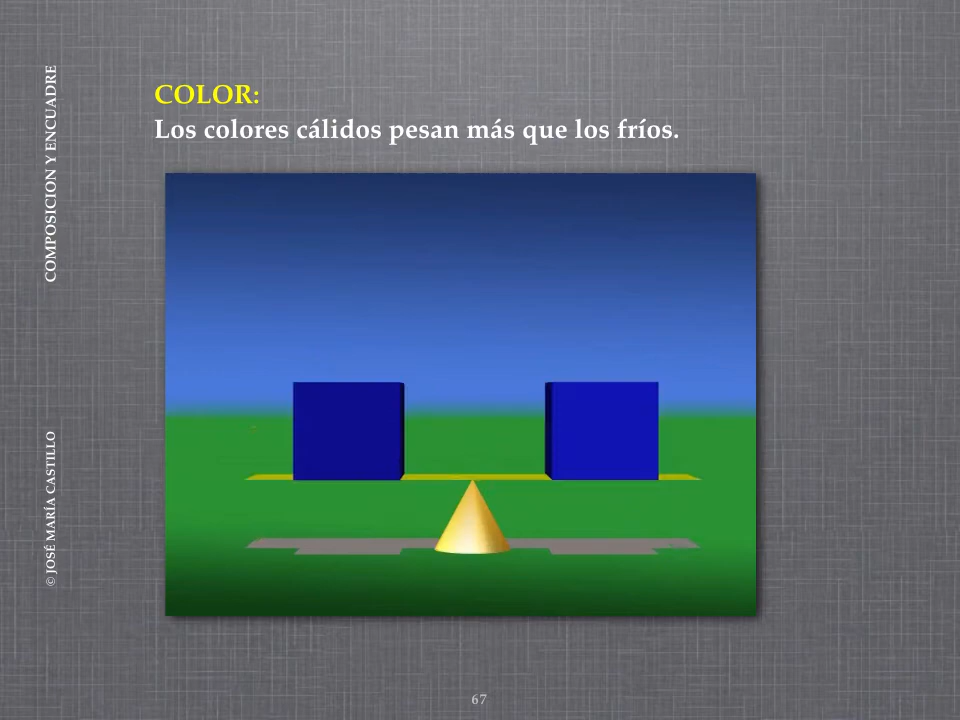 COMPOSICION Y ENCUADRE
© JOSÉ MARÍA CASTILLO
COLOR:
Los colores cálidos pesan más que los fríos.
67